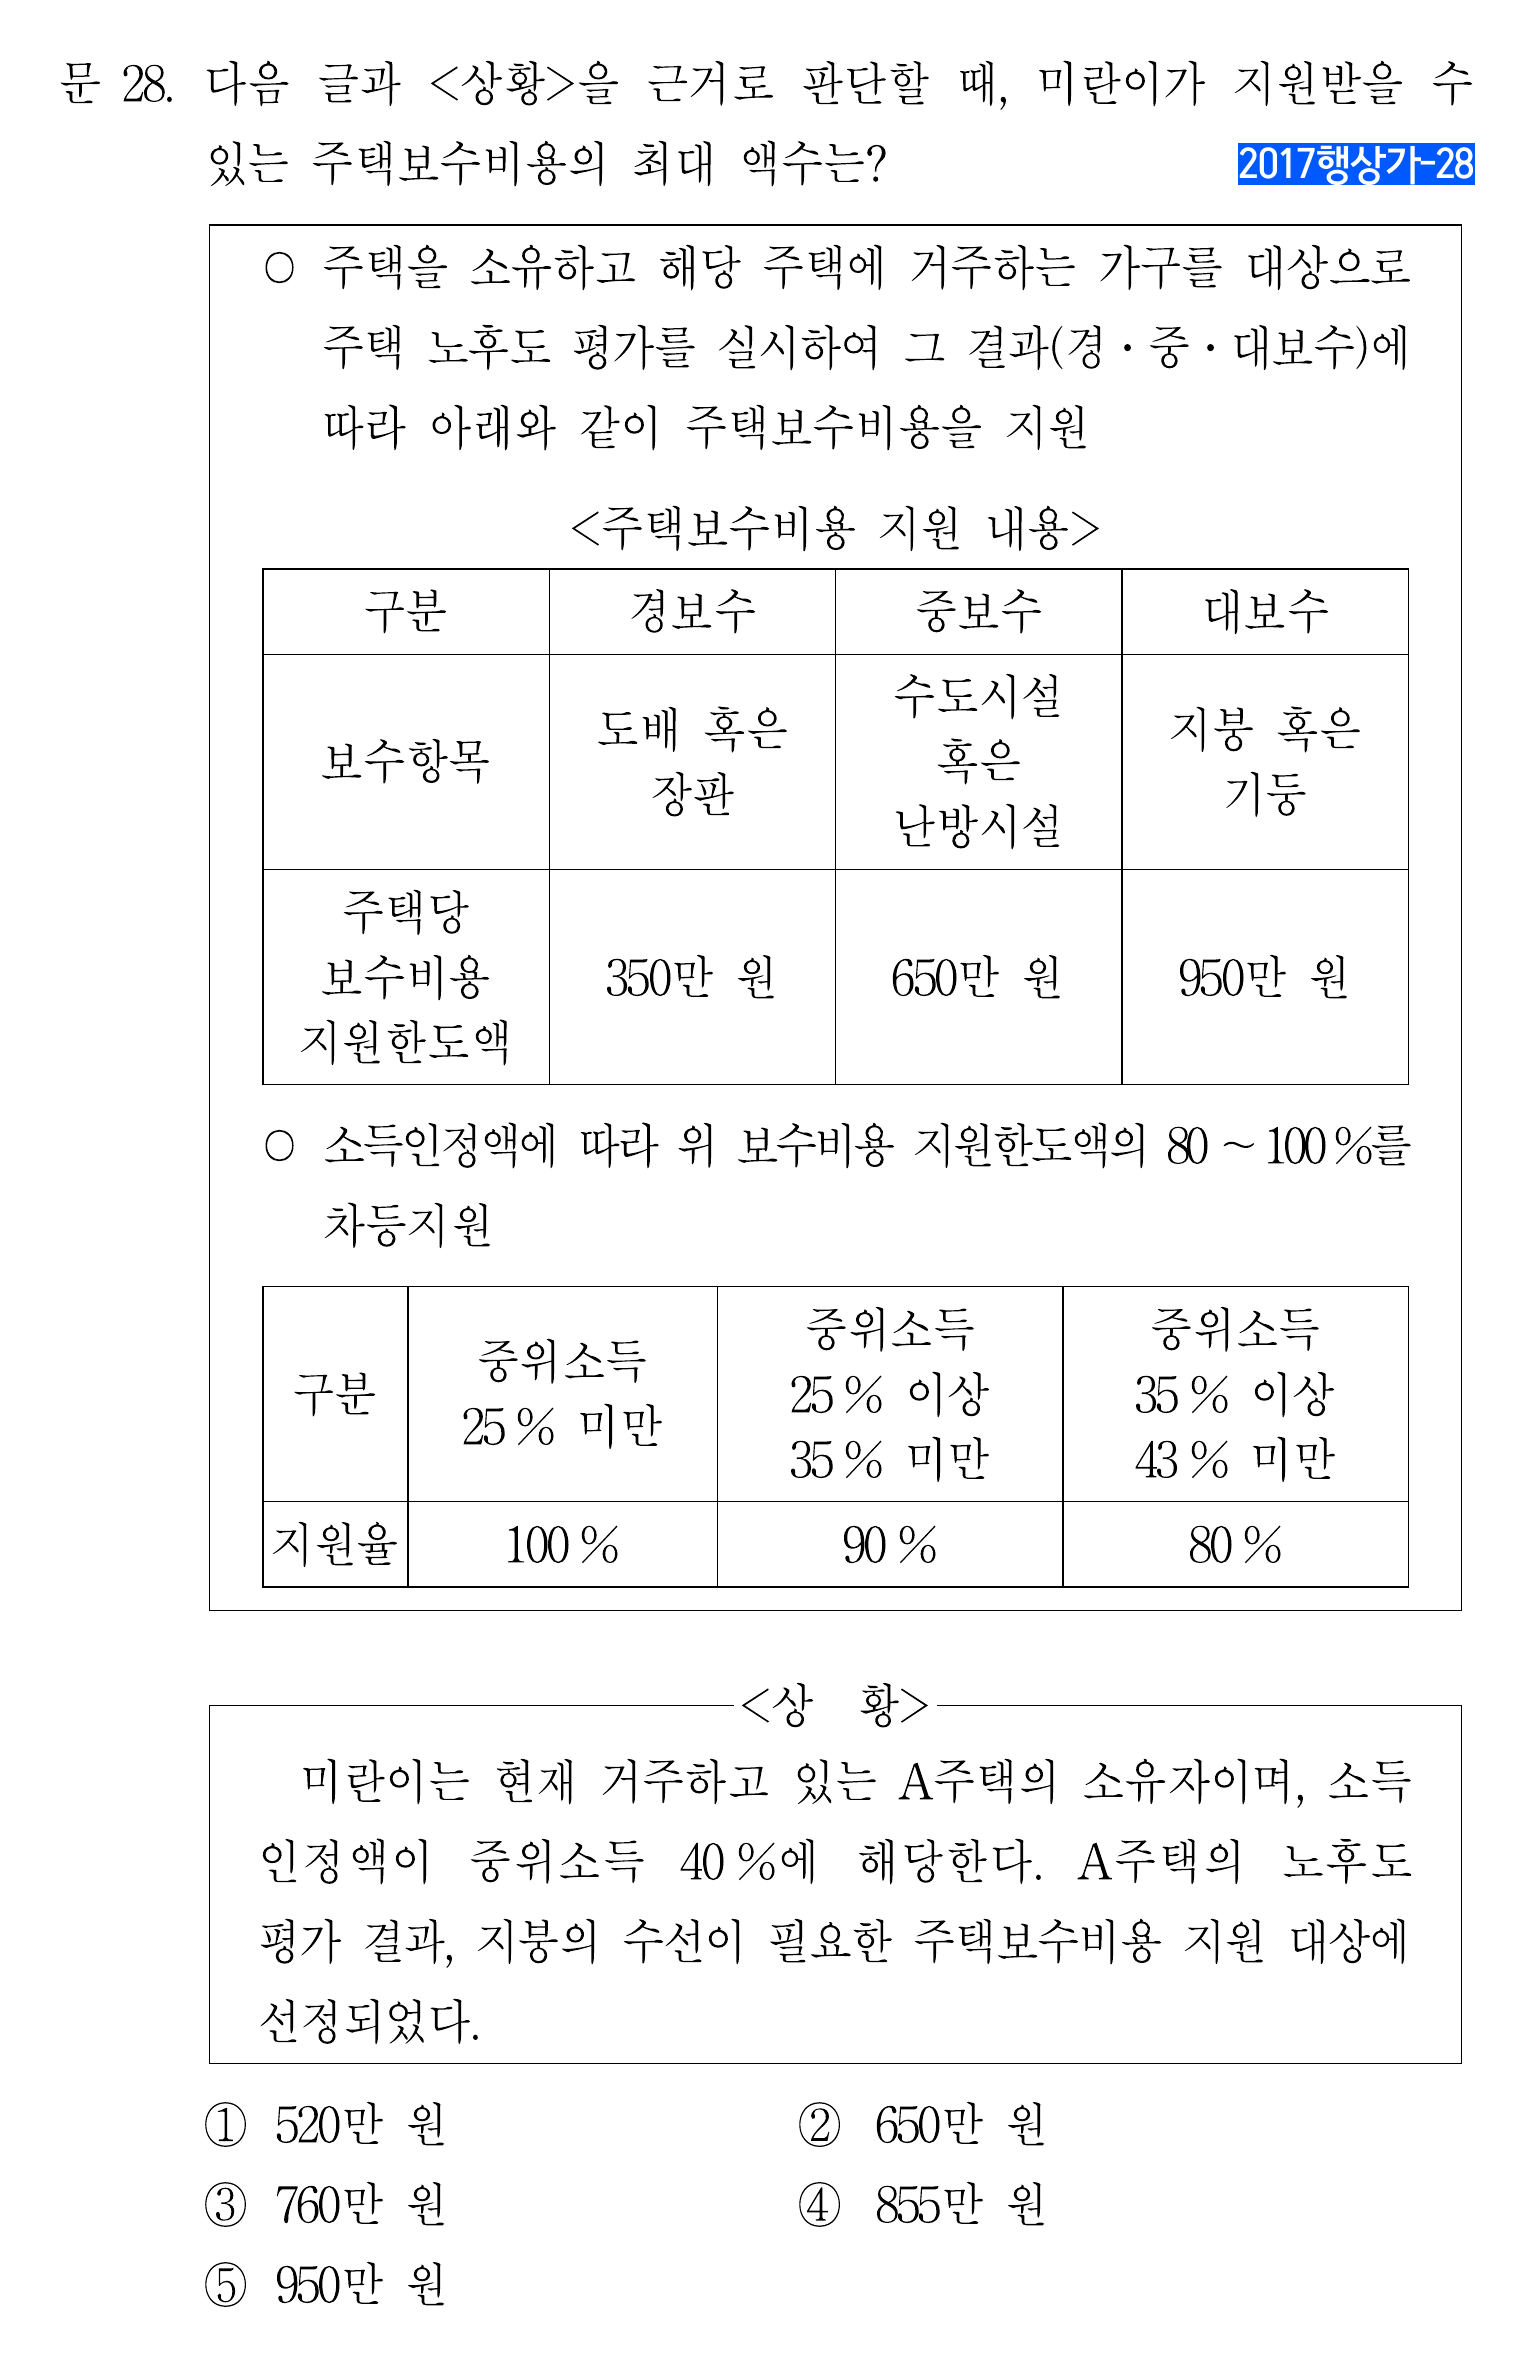 문 28. 다음 글과 <상황>을 근거로 판단할 때, 미란이가 지원받을 수
있는 주택보수비용의 최대 액수는?
2017행상가-28
○ 주택을 소유하고 해당 주택에 거주하는 가구를 대상으로
주택 노후도 평가를 실시하여 그 결과(경·중·대보수)에
따라 아래와 같이 주택보수비용을 지원
<주택보수비용 지원 내용>
구분 경보수 중보수 대보수
보수항목 도배 혹은 장판 수도시설 혹은 난방시설 지붕 혹은 기둥
주택당 보수비용 지원한도액 350만 원 650만 원 950만 원
○ 소득인정액에 따라 위 보수비용 지원한도액의 80 ~ 100 %를
차등지원
구분 중위소득 25 % 미만 중위소득 25 % 이상 35 % 미만 중위소득 35 % 이상 43 % 미만
지원율 100 % 90 % 80 %
<상 황>
미란이는 현재 거주하고 있는 A주택의 소유자이며, 소득
인정액이 중위소득 40 %에 해당한다. A주택의 노후도
평가 결과, 지붕의 수선이 필요한 주택보수비용 지원 대상에
선정되었다.
① 520만 원 ② 650만 원
③ 760만 원 ④ 855만 원
⑤ 950만 원